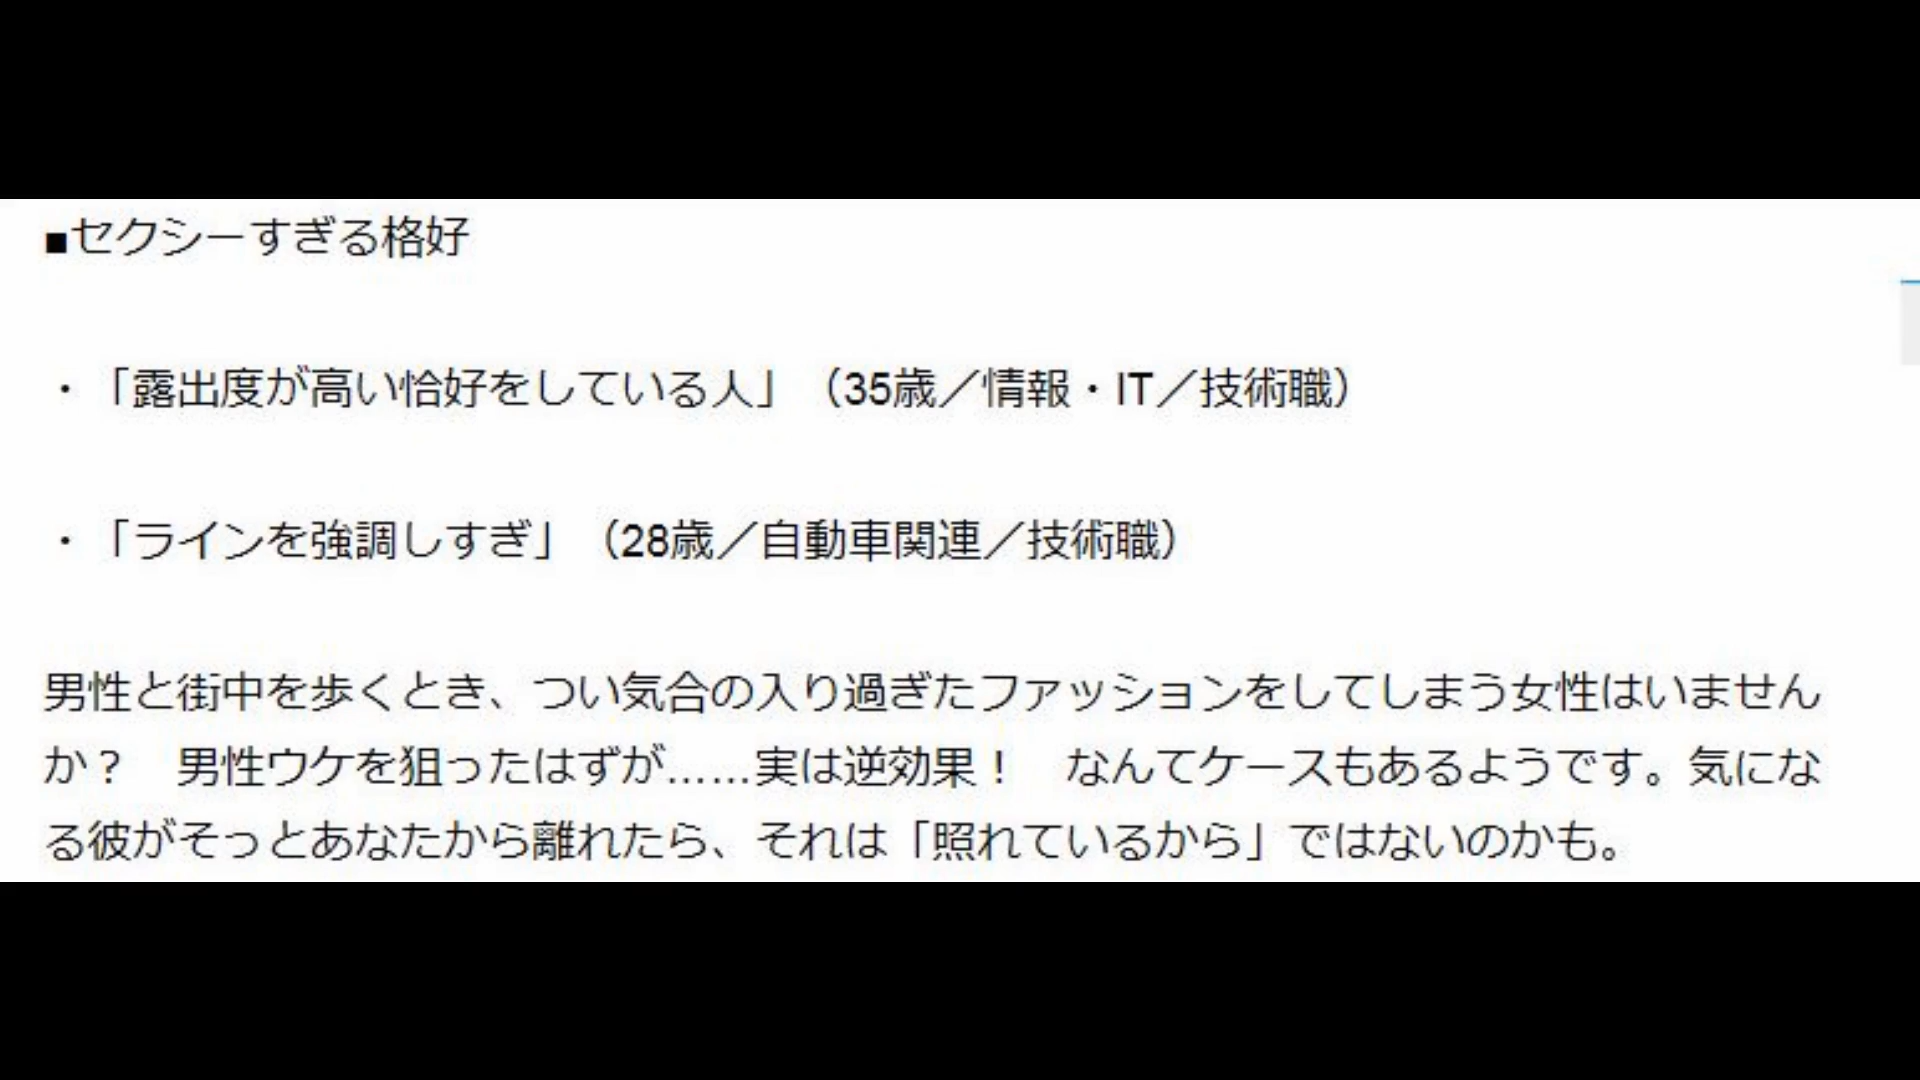 ■セクシーすぎる格好
・「露出度が高い恰好をしている人」（35歳／情報・IT／技術職）
・「ラインを強調しすぎ」（28歳／自動車関連／技術職）
男性と街中を歩くとき、つい気合の入り過ぎたファッションをしてしまう女性はいません
か？　男性ウケを狙ったはずが……実は逆効果！　なんてケースもあるようです。気にな
る彼がそっとあなたから離れたら、それは「照れているから」ではないのかも。